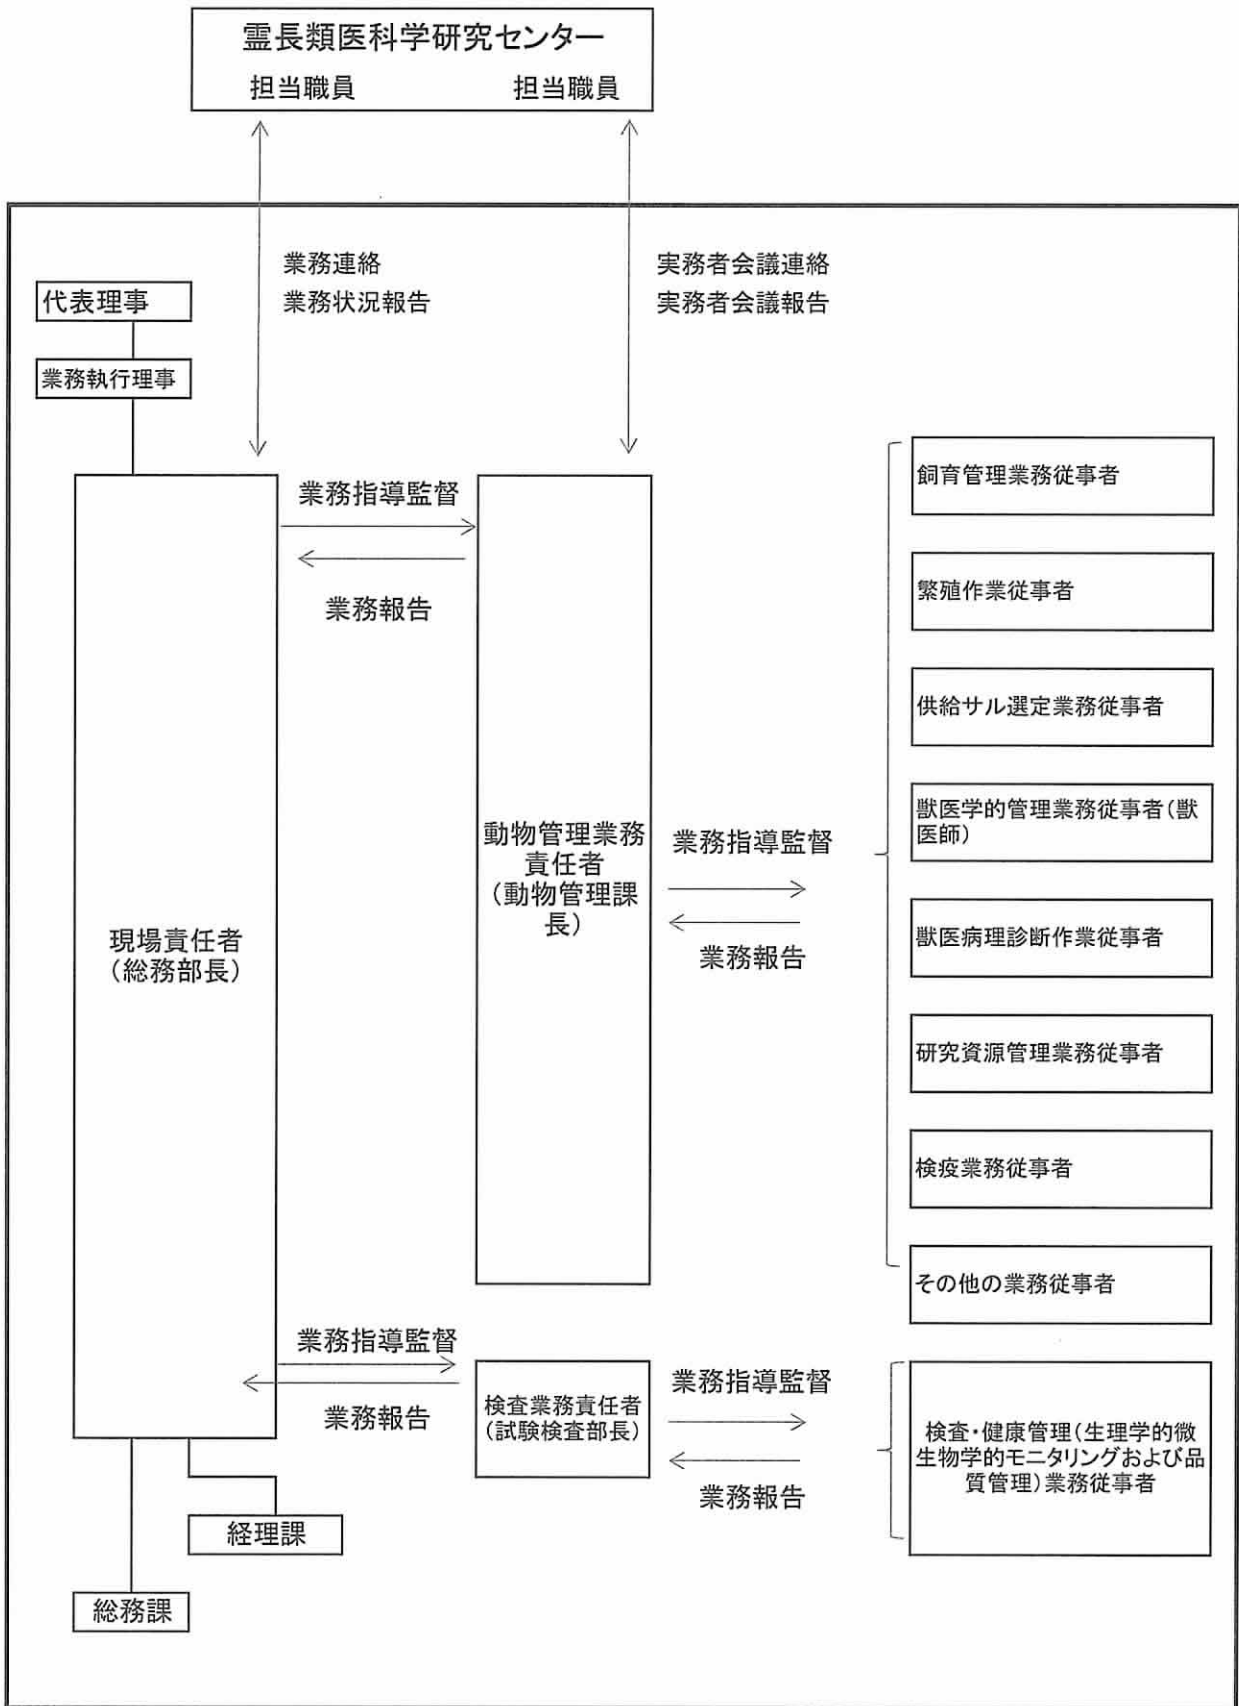 霊長類医科学研究センター
担当職員
担当職員
業務連絡
業務状況報告
実務者会議連絡
実務者会議報告
代表理事
業務執行理事
現場責任者
(総務部長)
業務指導監督
業務報告
動物管理業務
責任者
(動物管理課
長)
業務指導監督
業務報告
飼育管理業務従事者
繁殖作業従事者
供給サル選定業務従事者
獣医学的管理業務従事者(獣
医師)
獣医病理診断作業従事者
研究資源管理業務従事者
検疫業務従事者
その他の業務従事者
業務指導監督
業務報告
検査業務責任者
(試験検査部長)
業務指導監督
業務報告
検査・健康管理(生理学的微
生物学的モニタリングおよび品
質管理)業務従事者
経理課
総務課